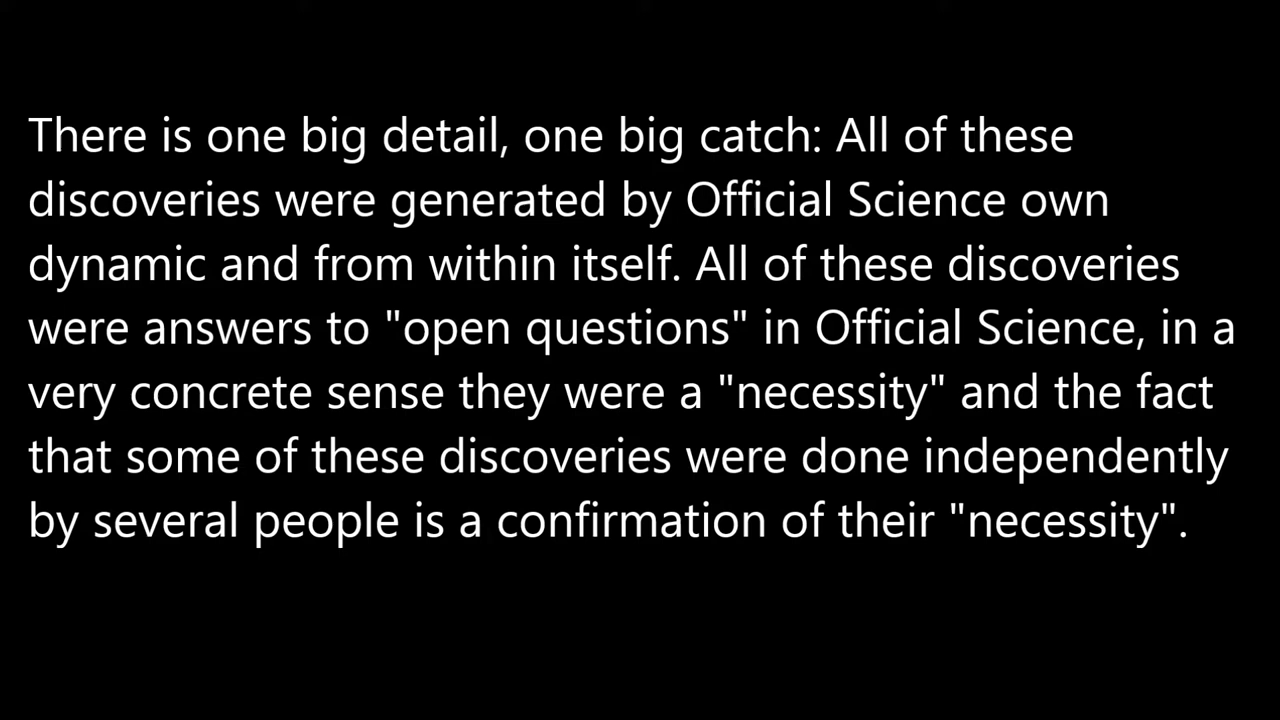 There is one big detail, one big catch: All of these
discoveries were generated by Official Science own
dynamic and from within itself. All of these discoveries
were answers to "open questions" in Official Science, in a
very concrete sense they were a "necessity" and the fact
that some of these discoveries were done independently
by several people is a confirmation of their "necessity".